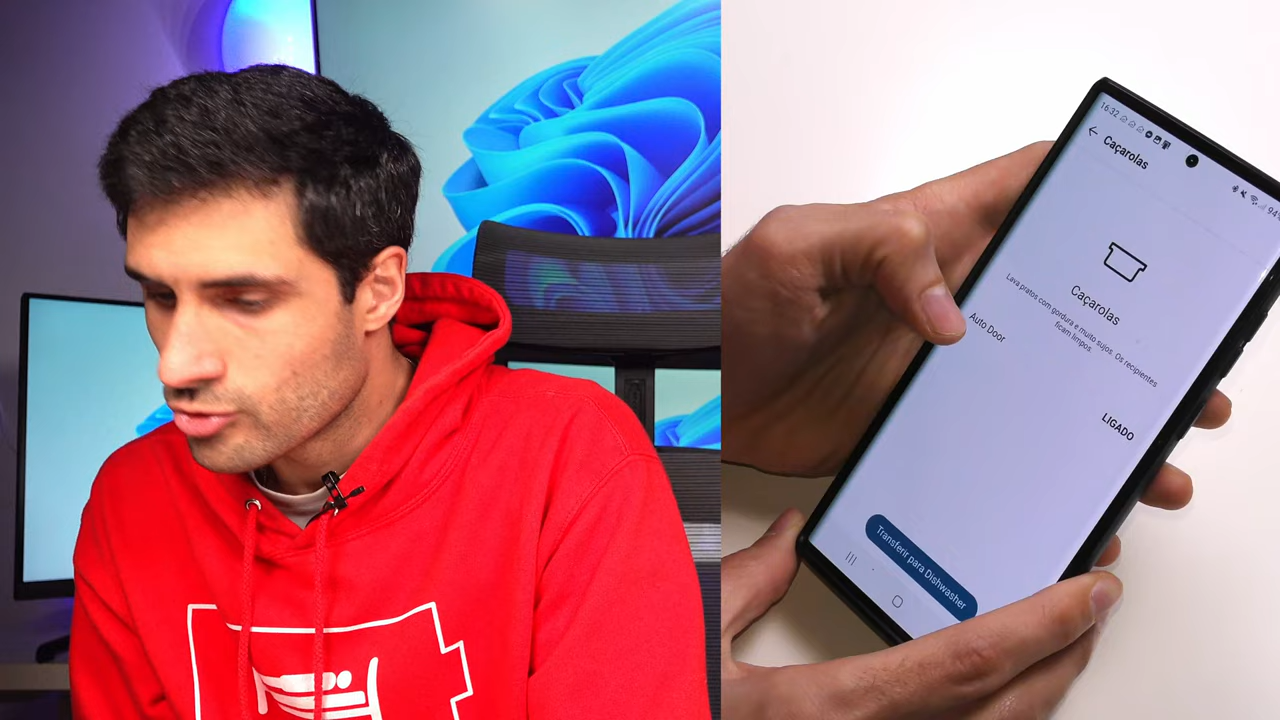 16:32
Caçarolas
Caçarolas
Lava pratos com gordura e muito sujos. Os recipientes
ficam limpos.
Auto Door
LIGADO
Transferir para Dishwasher